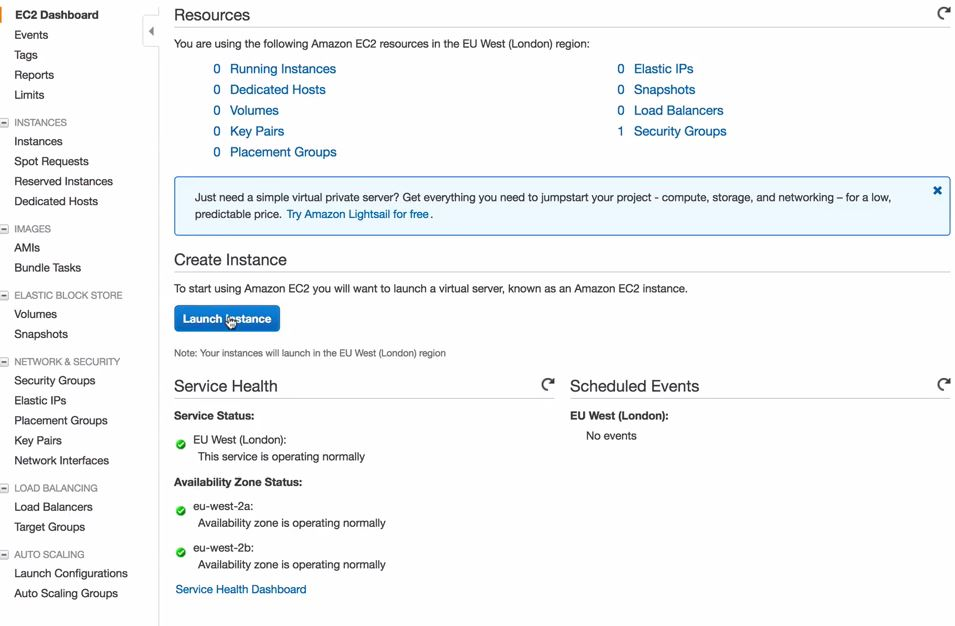 EC2 Dashboard
Events
Tags
Reports
Limits
INSTANCES
Instances
Spot Requests
Reserved Instances
Dedicated Hosts
IMAGES
AMIs
Bundle Tasks
ELASTIC BLOCK STORE
Volumes
Snapshots
NETWORK & SECURITY
Security Groups
Elastic IPs
Placement Groups
Key Pairs
Network Interfaces
LOAD BALANCING
Load Balancers
Target Groups
AUTO SCALING
Launch Configurations
Auto Scaling Groups
Resources
You are using the following Amazon EC2 resources in the EU West (London) region:
0 Running Instances
0 Dedicated Hosts
0 Volumes
0 Key Pairs
0 Placement Groups
0 Elastic IPs
0 Snapshots
0 Load Balancers
1 Security Groups
Just need a simple virtual private server? Get everything you need to jumpstart your project - compute, storage, and networking – for a low,
predictable price. Try Amazon Lightsail for free.
Create Instance
To start using Amazon EC2 you will want to launch a virtual server, known as an Amazon EC2 instance.
Launch Instance
Note: Your instances will launch in the EU West (London) region
Service Health
Service Status:
EU West (London):
This service is operating normally
Availability Zone Status:
eu-west-2a:
Availability zone is operating normally
eu-west-2b:
Availability zone is operating normally
Service Health Dashboard
Scheduled Events
EU West (London):
No events